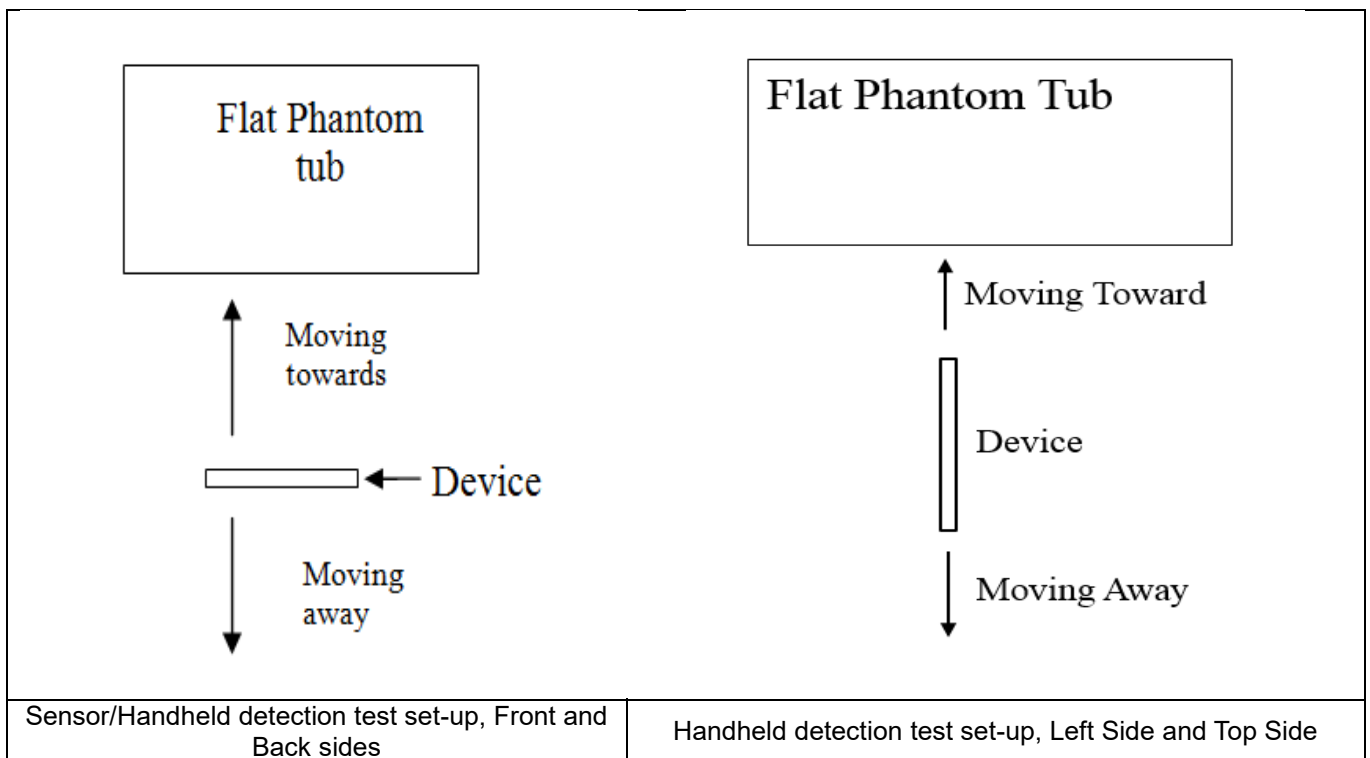 Flat Phantom
tub
Moving
towards
Device
Moving
away
Flat Phantom Tub
Moving Toward
Device
Moving Away
Sensor/Handheld detection test set-up, Front and
Back sides
Handheld detection test set-up, Left Side and Top Side